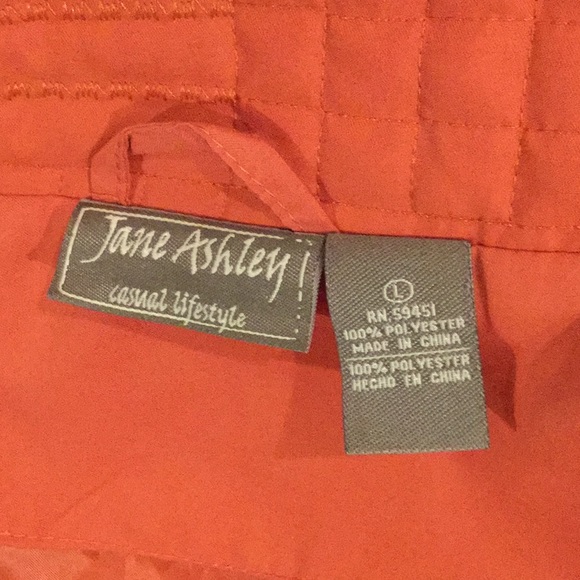 Jane Ashley
casual lifestyle
L
RN 59451
100% POLYESTER
MADE IN CHINA
100% POLYESTER
HECHO EN CHINA